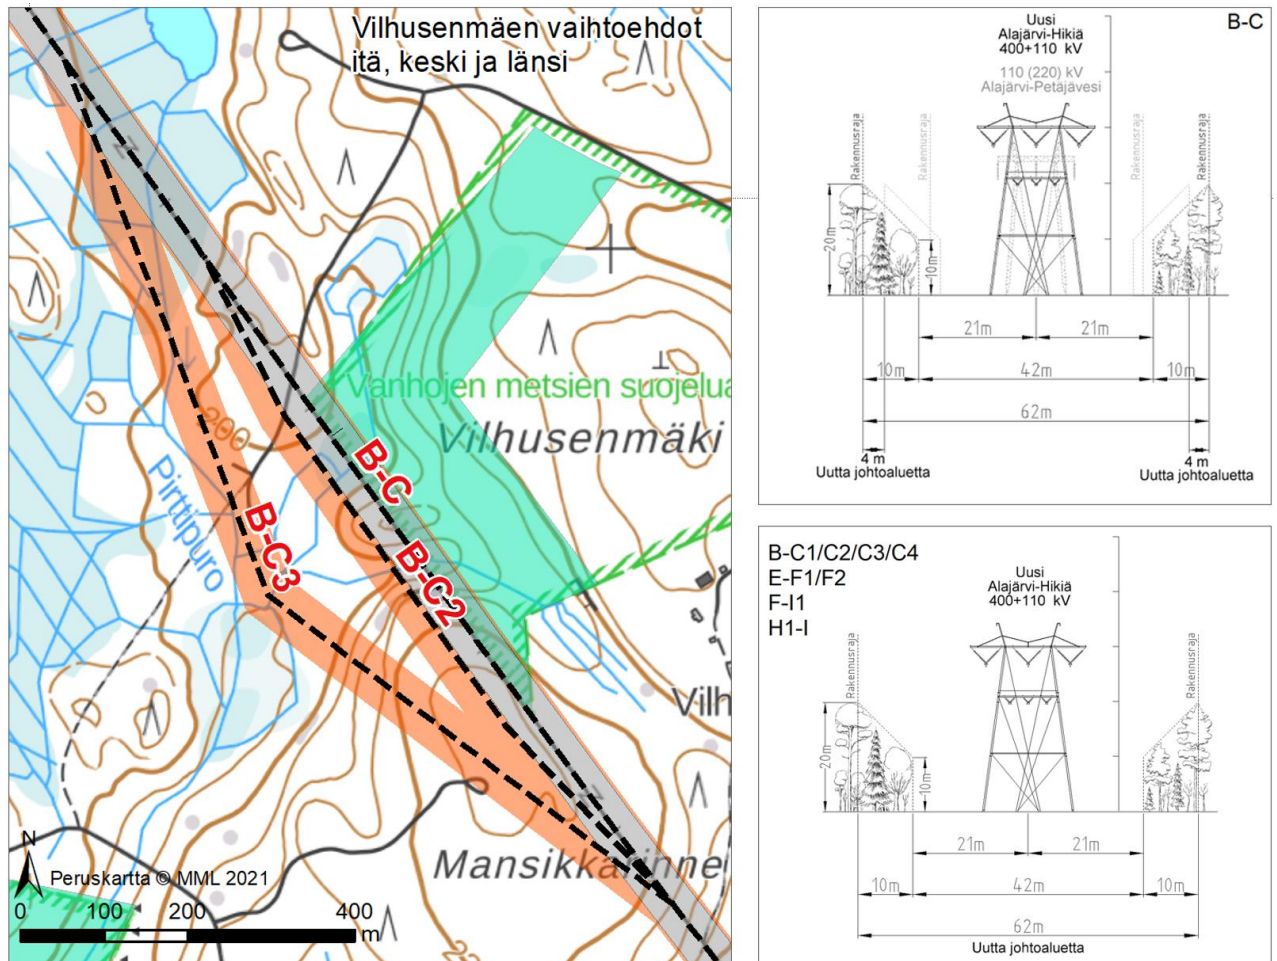 Vilhusenmäen vaihtoehdot
itä, keski ja länsi
Vanhojen metsien suojelua
Vilhusenmäki
200
Pirttipuro
B-C
B-C2
B-C3
Vilh
Mansikkarinne
N
Peruskartta © MML 2021
0 100 200 400
m
B-C
Uusi
Alajärvi-Hikiä
400+110 kV
110 (220) kV
Alajärvi-Petäjävesi
Rakennusraja
Rakennusraja
Rakennusraja
Rakennusraja
20m
10m
21m 21m
10m 42m 10m
62m
4 m 4 m
Uutta johtoaluetta Uutta johtoaluetta
B-C1/C2/C3/C4
E-F1/F2
F-I1
H1-I
Uusi
Alajärvi-Hikiä
400+110 kV
Rakennusraja
Rakennusraja
20m
10m
21m 21m
10m 42m 10m
62m
Uutta johtoaluetta